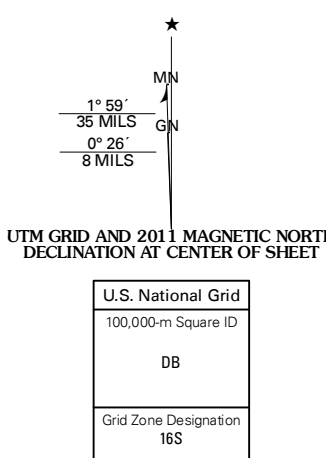 ★
MN
1° 59´
35 MILS
GN
0° 26´
8 MILS
UTM GRID AND 2011 MAGNETIC NORTH
DECLINATION AT CENTER OF SHEET
U.S. National Grid
100,000-m Square ID
DB
Grid Zone Designation
16S